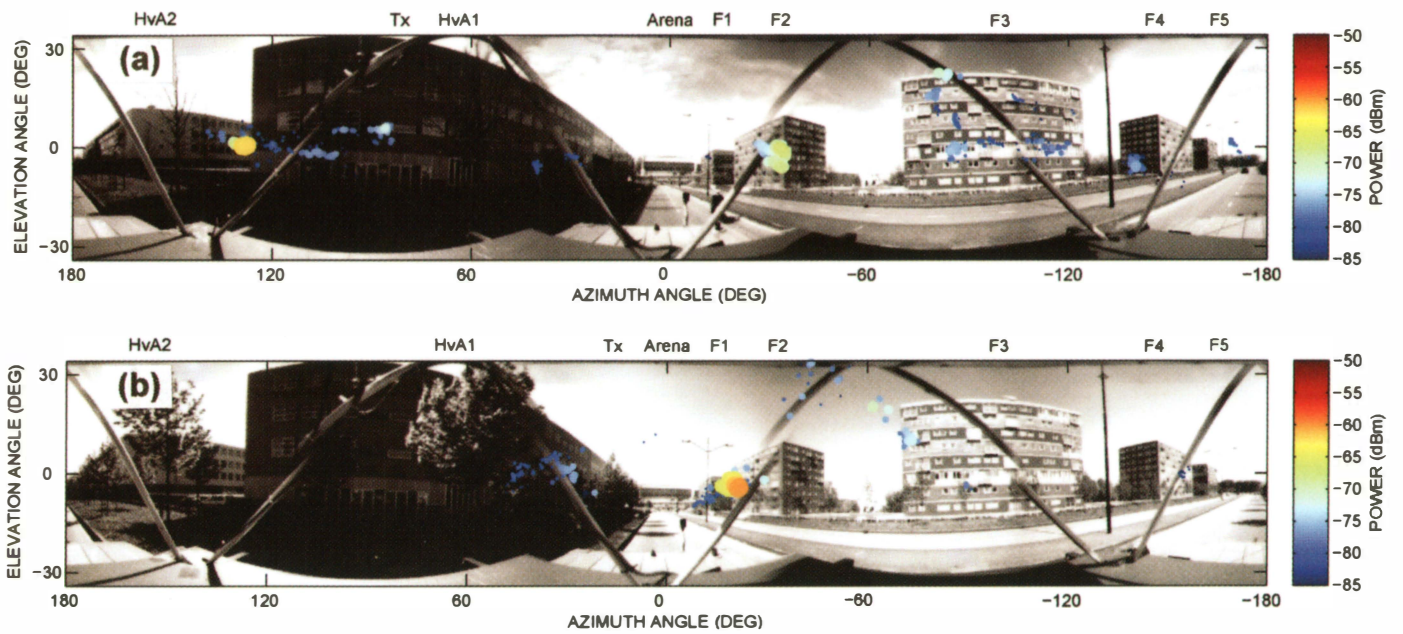 HvA2 Tx HvA1 Arena F1 F2 F3 F4 F5
(a)
30
0
−30
ELEVATION ANGLE (DEG)
180 120 60 0 −60 −120 −180
AZIMUTH ANGLE (DEG)
−50
−55
−60
−65
−70
−75
−80
−85
POWER (dBm)
HvA2 HvA1 Tx Arena F1 F2 F3 F4 F5
(b)
30
0
−30
ELEVATION ANGLE (DEG)
180 120 60 0 −60 −120 −180
AZIMUTH ANGLE (DEG)
−50
−55
−60
−65
−70
−75
−80
−85
POWER (dBm)